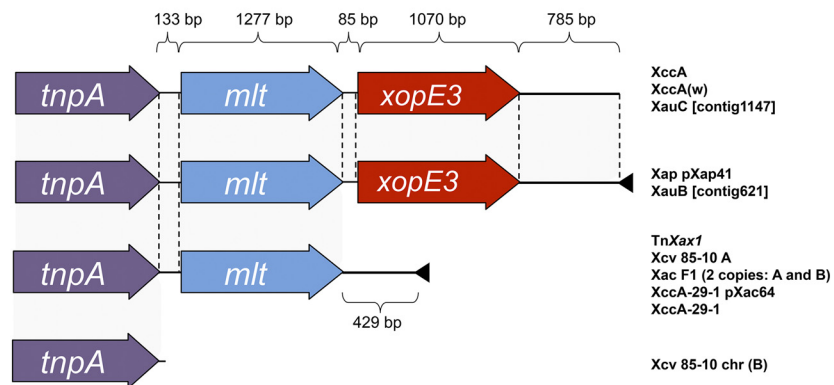 133 bp 1277 bp 85 bp 1070 bp 785 bp
tnpA mlt xopE3
XccA
XccA(w)
XauC [contig1147]
tnpA mlt xopE3
Xap pXap41
XauB [contig621]
tnpA mlt
TnXax1
Xcv 85-10 A
Xac F1 (2 copies: A and B)
XccA-29-1 pXac64
XccA-29-1
429 bp
tnpA
Xcv 85-10 chr (B)